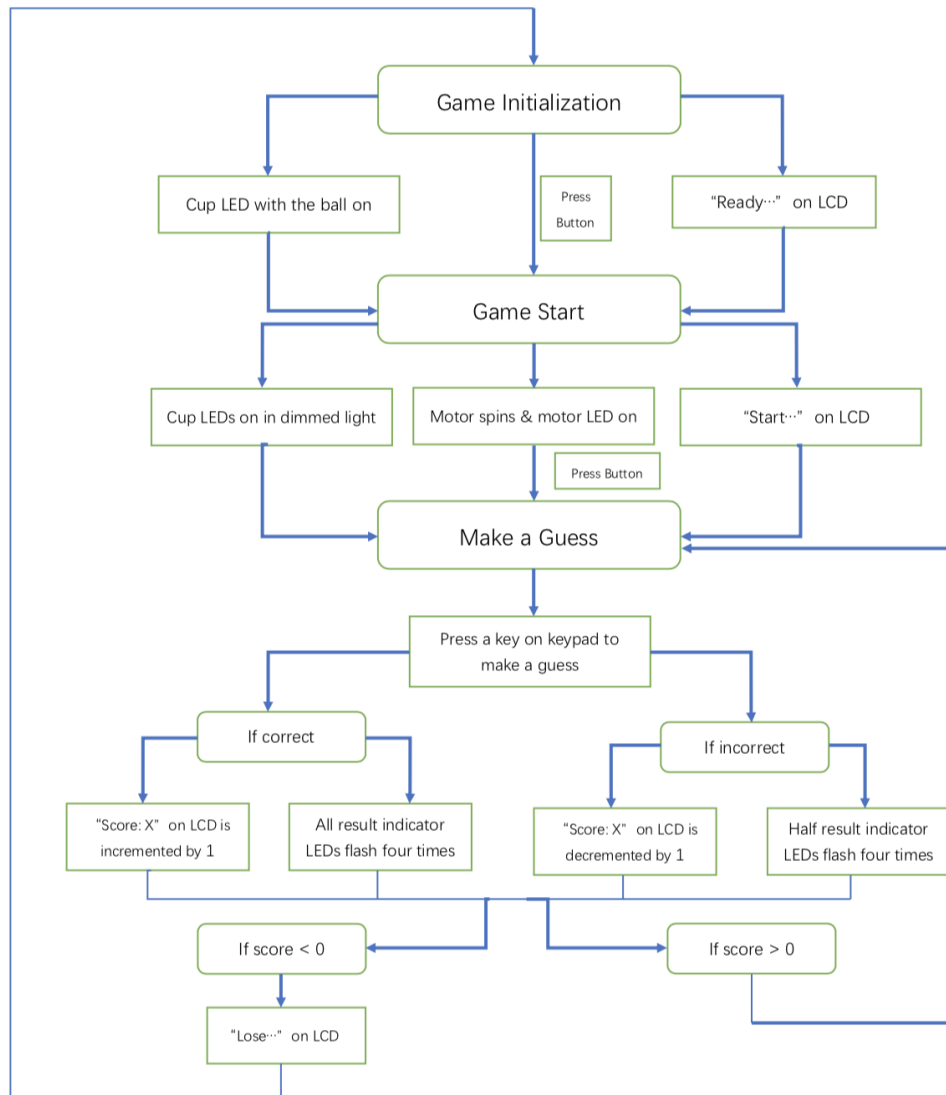 Game Initialization
Cup LED with the ball on
Press
Button
“Ready···” on LCD
Game Start
Cup LEDs on in dimmed light
Motor spins & motor LED on
“Start···” on LCD
Press Button
Make a Guess
Press a key on keypad to
make a guess
If correct
If incorrect
“Score: X” on LCD is
incremented by 1
All result indicator
LEDs flash four times
“Score: X” on LCD is
decremented by 1
Half result indicator
LEDs flash four times
If score < 0
If score > 0
“Lose···” on LCD